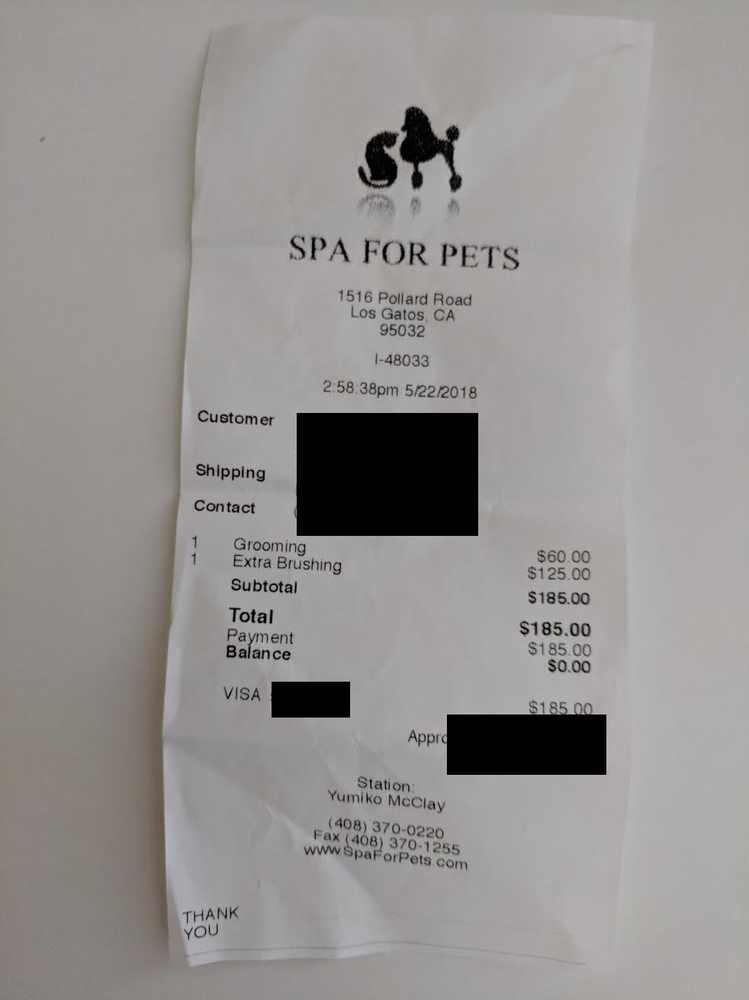 SPA FOR PETS
1516 Pollard Road
Los Gatos, CA
95032
I-48033
2:58:38pm 5/22/2018
Customer
Shipping
Contact (
1 Grooming $60.00
1 Extra Brushing $125.00
Subtotal $185.00
Total $185.00
Payment $185.00
Balance $0.00
VISA $185.00
Appro
Station:
Yumiko McClay
(408) 370-0220
Fax (408) 370-1255
www.SpaForPets.com
THANK
YOU